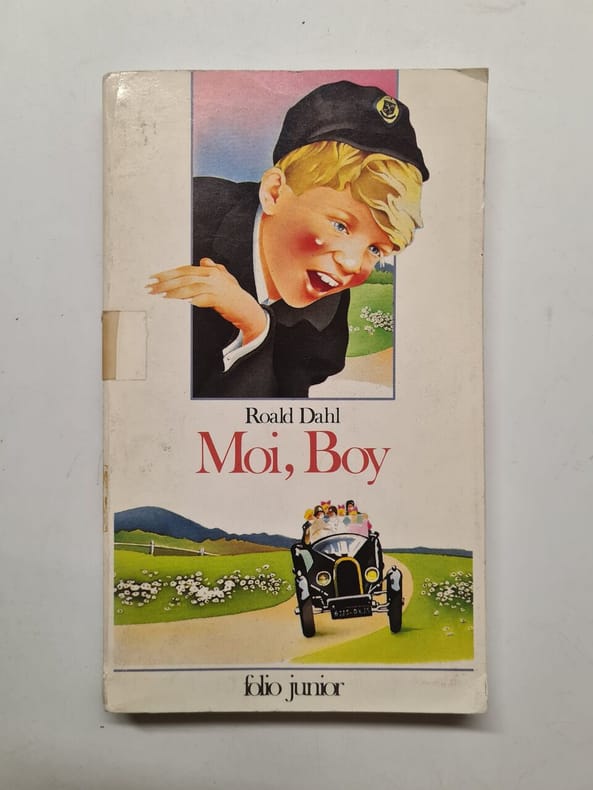 Roald Dahl
Moi, Boy
folio junior